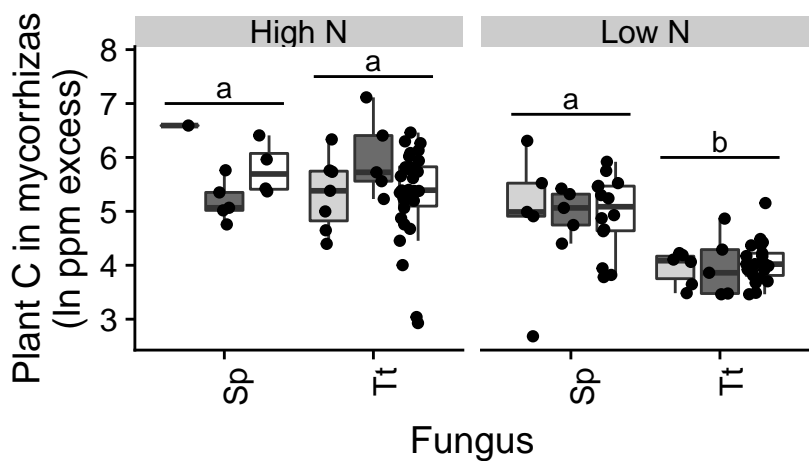 High N
Low N
Plant C in mycorrhizas
(ln ppm excess)
8
7
6
5
4
3
a
a
a
b
Sp
Tt
Sp
Tt
Fungus